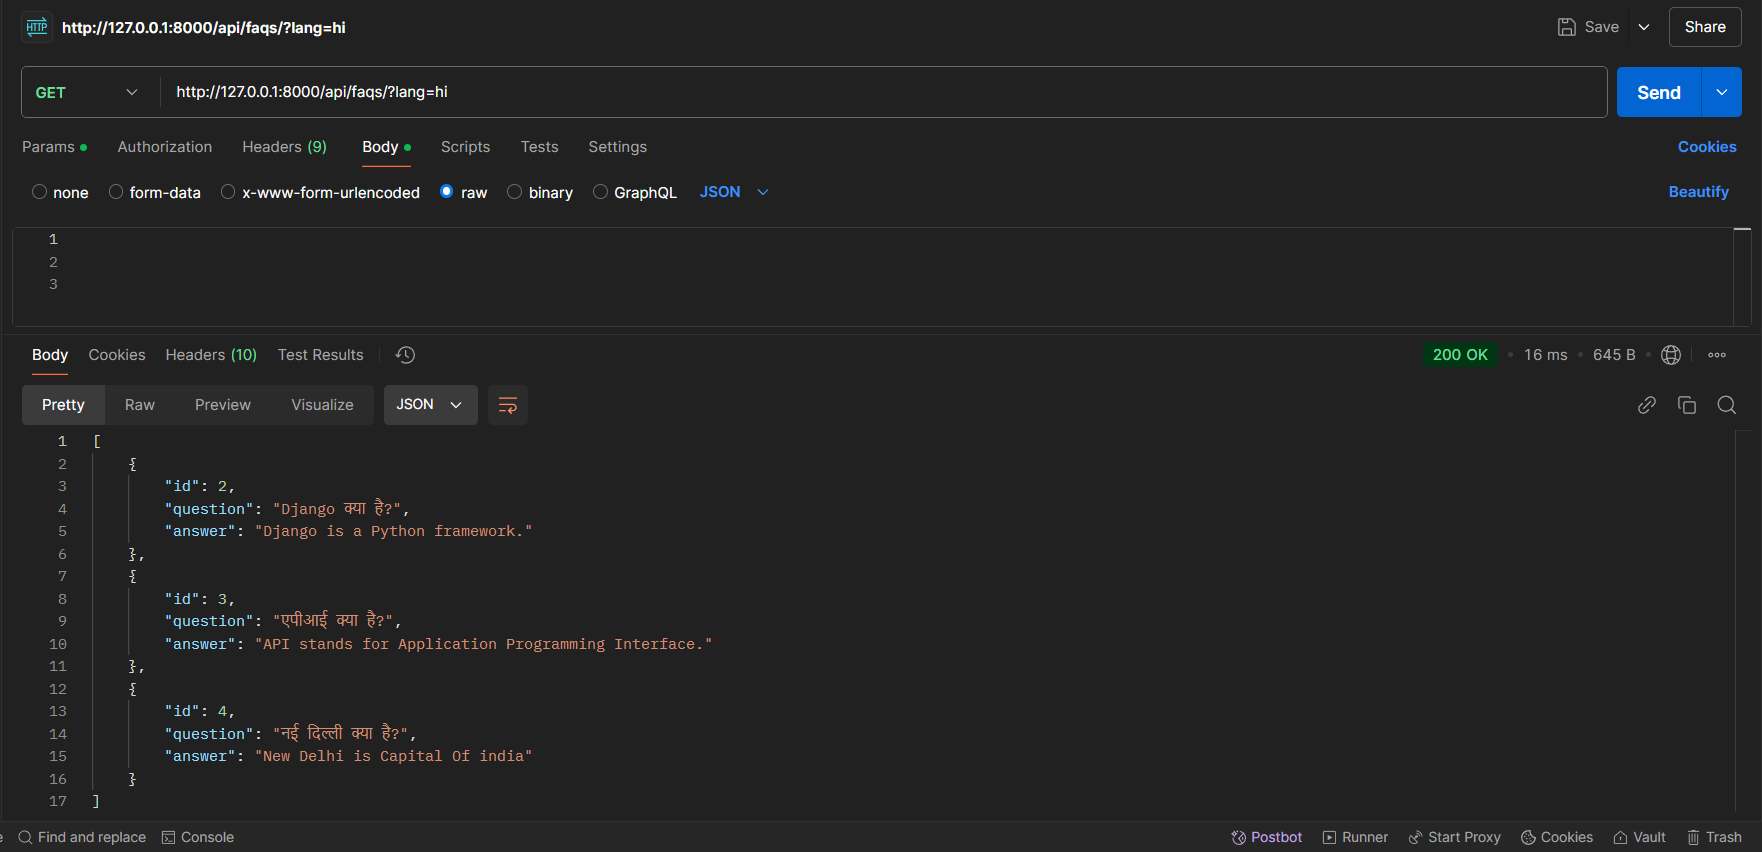 HTTP http://127.0.0.1:8000/api/faqs/?lang=hi Save Share
GET http://127.0.0.1:8000/api/faqs/?lang=hi Send
Params Authorization Headers (9) Body Scripts Tests Settings Cookies
none form-data x-www-form-urlencoded raw binary GraphQL JSON Beautify
1
2
3
Body Cookies Headers (10) Test Results 200 OK 16 ms 645 B
Pretty Raw Preview Visualize JSON
1 [
2 {
3 "id": 2,
4 "question": "Django क्या है?",
5 "answer": "Django is a Python framework."
6 },
7 {
8 "id": 3,
9 "question": "एपीआई क्या है?",
10 "answer": "API stands for Application Programming Interface."
11 },
12 {
13 "id": 4,
14 "question": "नई दिल्ली क्या है?",
15 "answer": "New Delhi is Capital Of india"
16 }
17 ]
Find and replace Console Postbot Runner Start Proxy Cookies Vault Trash